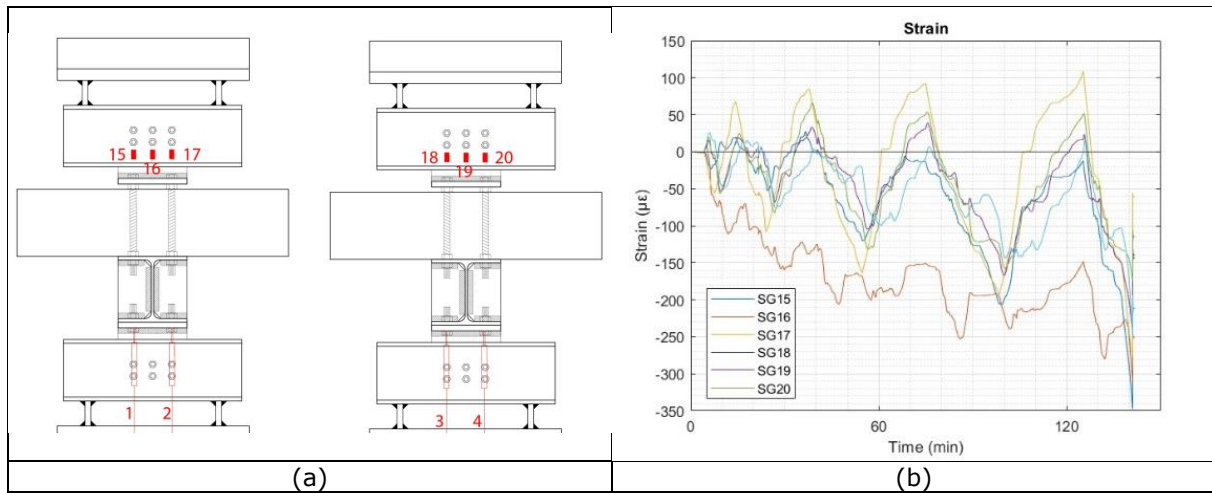 15
16
17
18
19
20
1
2
3
4
(a)
Strain
Strain (με)
150
100
50
0
-50
-100
-150
-200
-250
-300
-350
SG15
SG16
SG17
SG18
SG19
SG20
0
60
120
Time (min)
(b)